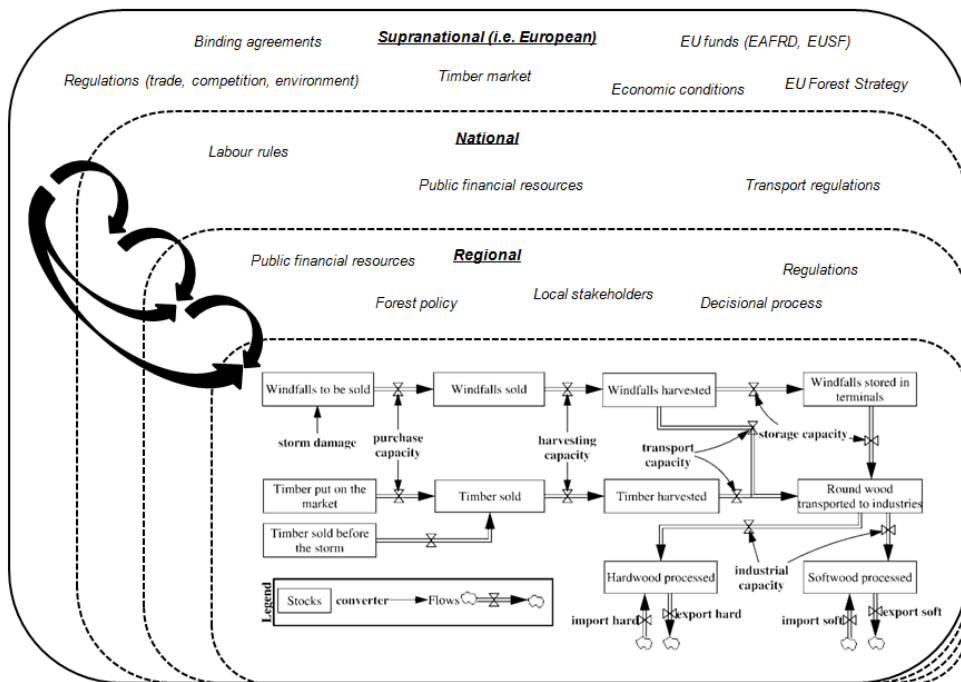 Binding agreements
Supranational (i.e. European)
EU funds (EAFRD, EUSF)
Regulations (trade, competition, environment)
Timber market
Economic conditions
EU Forest Strategy
National
Labour rules
Public financial resources
Transport regulations
Regional
Public financial resources
Regulations
Forest policy
Local stakeholders
Decisional process
Windfalls to be sold
Windfalls sold
Windfalls harvested
Windfalls stored in
terminals
storm damage
purchase
capacity
harvesting
capacity
transport
capacity
storage capacity
Timber put on the
market
Timber sold
Timber harvested
Round wood
transported to industries
Timber sold before
the storm
industrial
capacity
Hardwood processed
Softwood processed
Legend
Stocks
converter
Flows
import hard
export hard
import soft
export soft